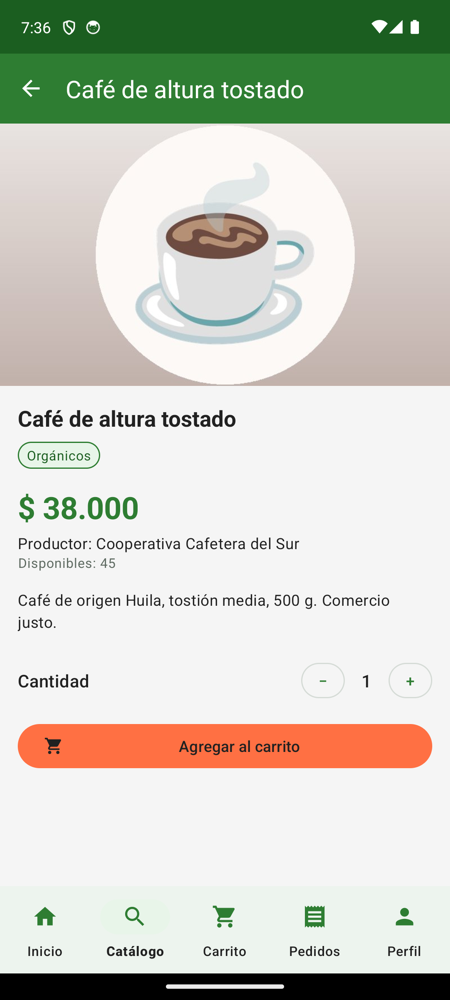 7:36
Café de altura tostado
Café de altura tostado
Orgánicos
$ 38.000
Productor: Cooperativa Cafetera del Sur
Disponibles: 45
Café de origen Huila, tostión media, 500 g. Comercio
justo.
Cantidad
－ 1 +
Agregar al carrito
Inicio Catálogo Carrito Pedidos Perfil